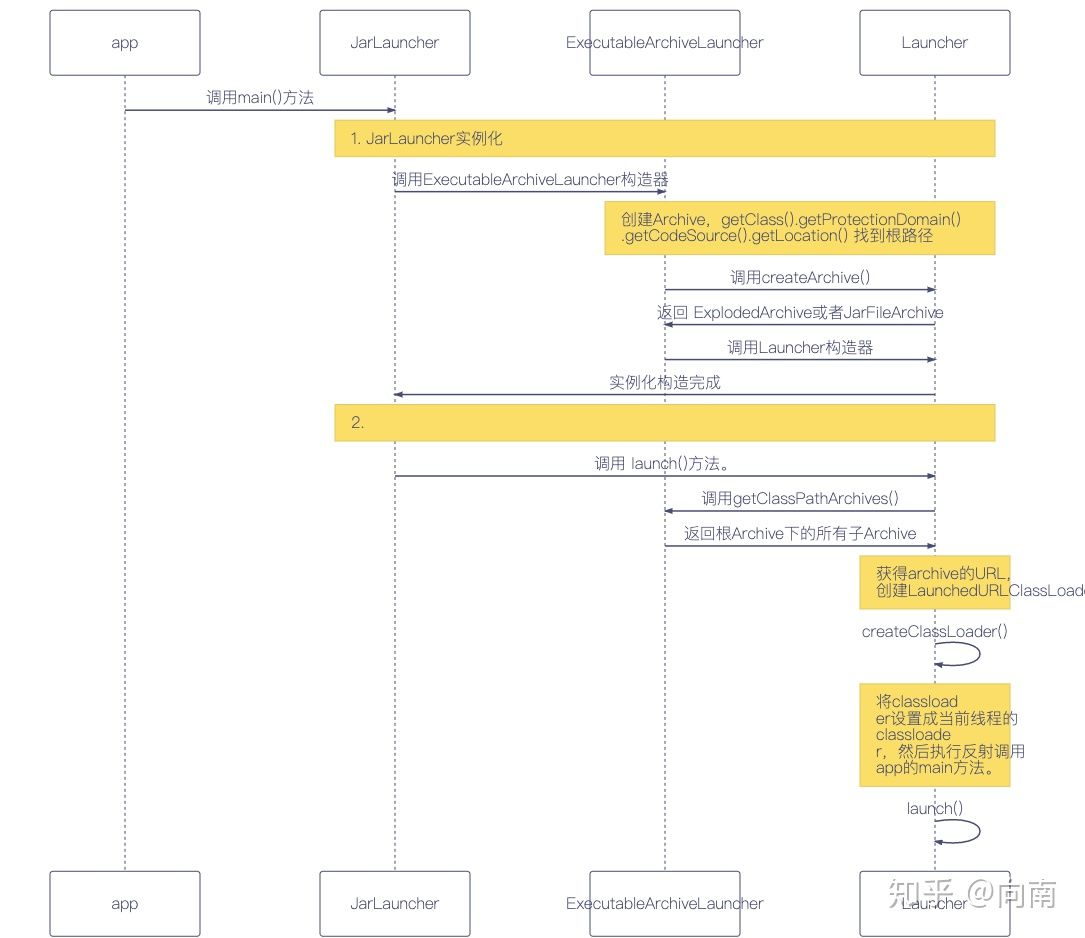 app
JarLauncher
ExecutableArchiveLauncher
Launcher
调用main()方法
1. JarLauncher实例化
调用ExecutableArchiveLauncher构造器
创建Archive，getClass().getProtectionDomain()
.getCodeSource().getLocation() 找到根路径
调用createArchive()
返回 ExplodedArchive或者JarFileArchive
调用Launcher构造器
实例化构造完成
2.
调用 launch()方法。
调用getClassPathArchives()
返回根Archive下的所有子Archive
获得archive的URL，
创建LaunchedURLClassLoade
createClassLoader()
将classload
er设置成当前线程的
classloade
r，然后执行反射调用
app的main方法。
launch()
app
JarLauncher
ExecutableArchiveLauncher
Launcher
知乎 @向南